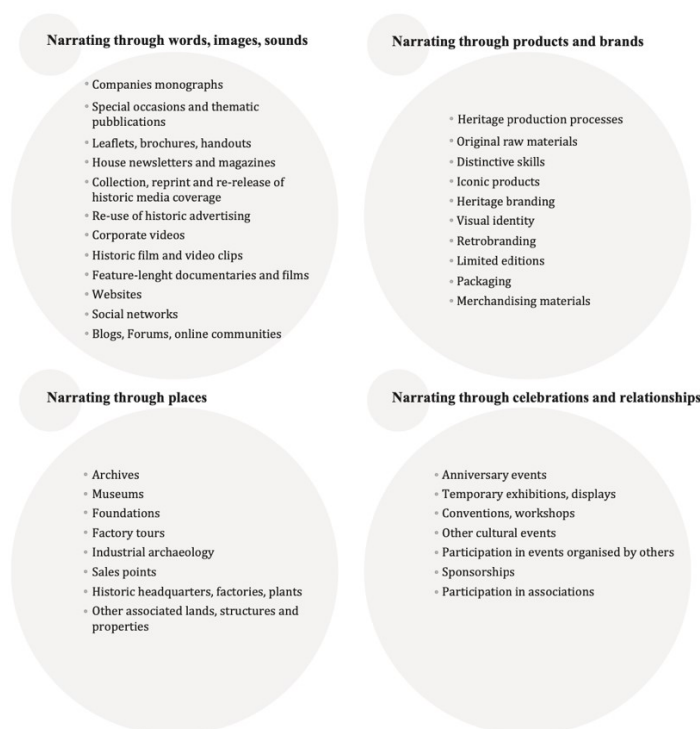 Narrating through words, images, sounds
• Companies monographs
• Special occasions and thematic
pubblications
• Leaflets, brochures, handouts
• House newsletters and magazines
• Collection, reprint and re-release of
historic media coverage
• Re-use of historic advertising
• Corporate videos
• Historic film and video clips
• Feature-lenght documentaries and films
• Websites
• Social networks
• Blogs, Forums, online communities
Narrating through products and brands
• Heritage production processes
• Original raw materials
• Distinctive skills
• Iconic products
• Heritage branding
• Visual identity
• Retrobranding
• Limited editions
• Packaging
• Merchandising materials
Narrating through places
• Archives
• Museums
• Foundations
• Factory tours
• Industrial archaeology
• Sales points
• Historic headquarters, factories, plants
• Other associated lands, structures and
properties
Narrating through celebrations and relationships
• Anniversary events
• Temporary exhibitions, displays
• Conventions, workshops
• Other cultural events
• Participation in events organised by others
• Sponsorships
• Participation in associations